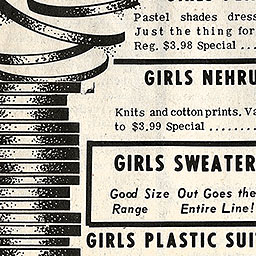 Pastel shades dress
Just the thing for
Reg. $3.98 Special ...
GIRLS NEHRU
Knits and cotton prints. Va
to $3.99 Special ........
GIRLS SWEATER
Good Size Out Goes the
Range Entire Line!
GIRLS PLASTIC SUI